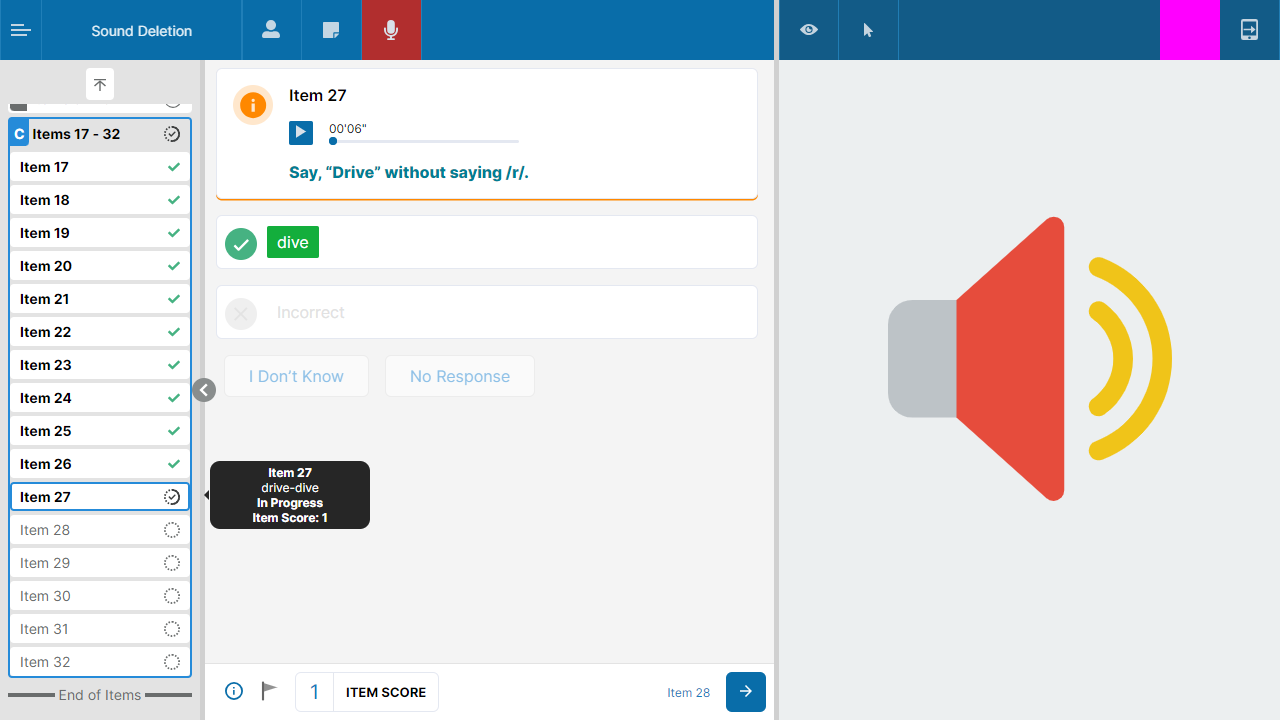 Sound Deletion
C Items 17 - 32
Item 17
Item 18
Item 19
Item 20
Item 21
Item 22
Item 23
Item 24
Item 25
Item 26
Item 27
Item 28
Item 29
Item 30
Item 31
Item 32
End of Items
Item 27
00'06"
Say, “Drive” without saying /r/.
dive
Incorrect
I Don’t Know
No Response
Item 27
drive-dive
In Progress
Item Score: 1
1 ITEM SCORE
Item 28